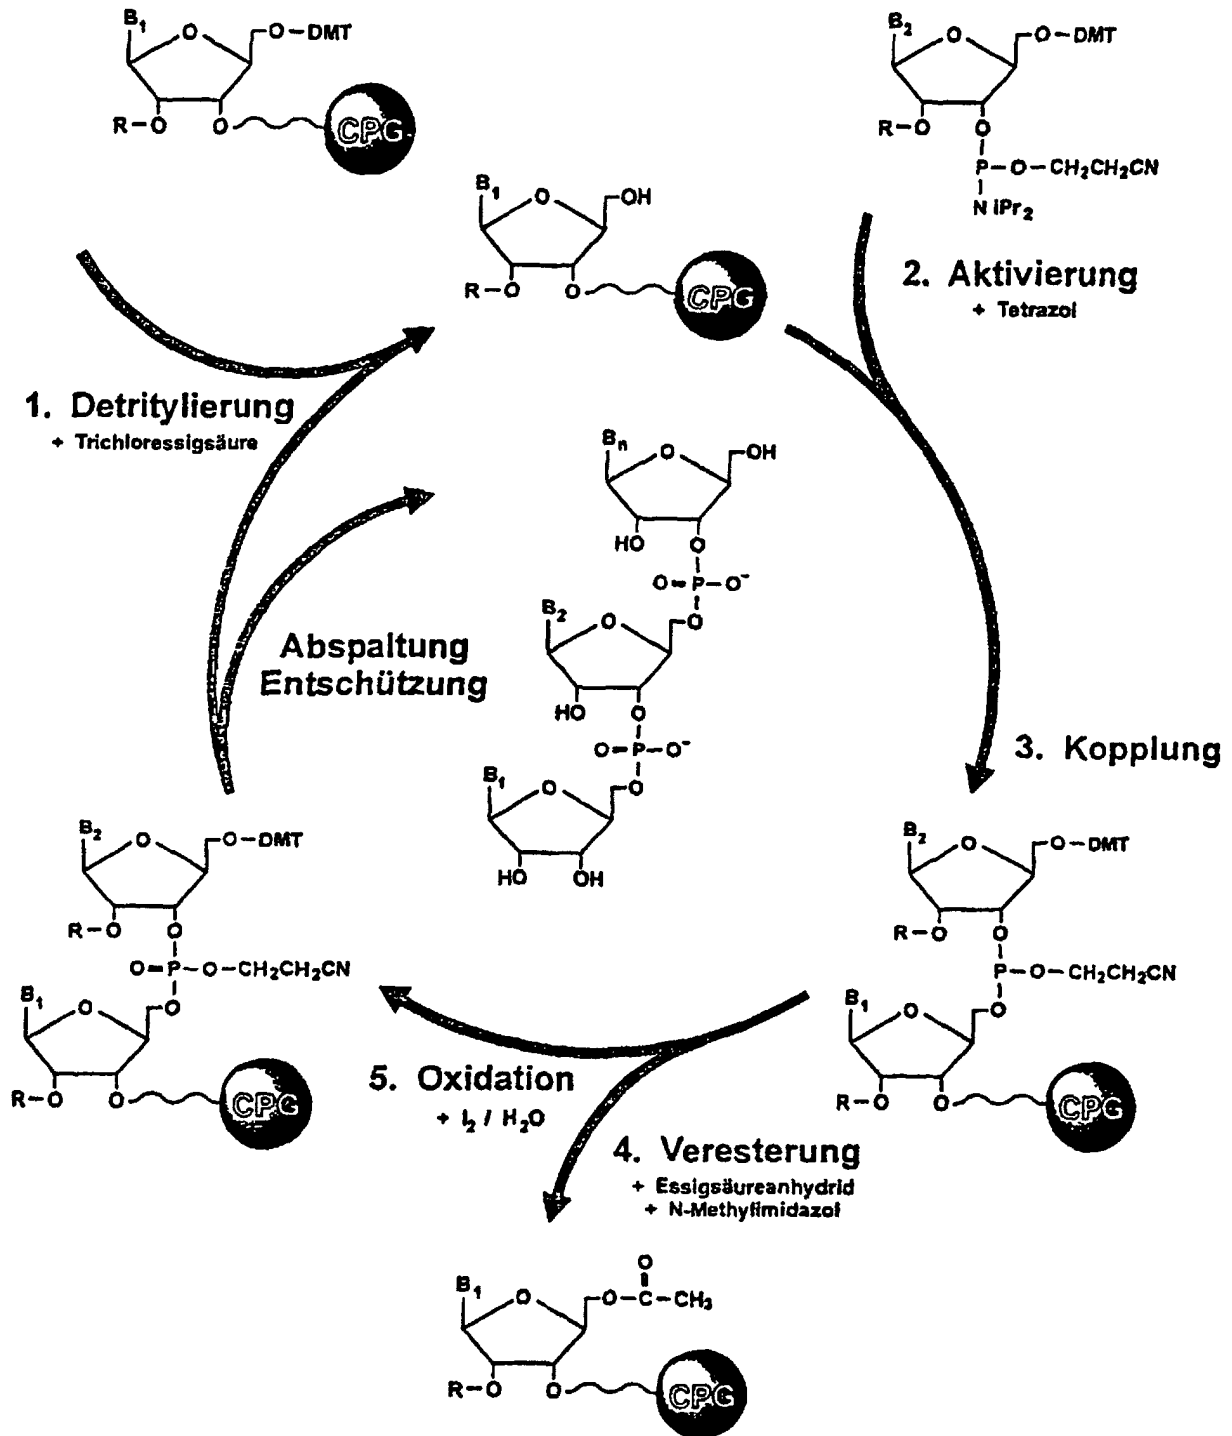 B1 O O–DMT
R–O O CPG
B2 O O–DMT
R–O O
P–O–CH2CH2CN
N iPr2
B1 O OH
R–O O CPG
2. Aktivierung
+ Tetrazol
1. Detritylierung
+ Trichloressigsäure
Bn O OH
HO O
O=P–O-
B2 O O
Abspaltung
Entschützung
HO O
O=P–O-
B1 O O
HO OH
3. Kopplung
B2 O O–DMT
R–O O
O=P–O–CH2CH2CN
B1 O O
R–O O CPG
B2 O O–DMT
R–O O
P–O–CH2CH2CN
B1 O O
R–O O CPG
5. Oxidation
+ I2 / H2O
4. Veresterung
+ Essigsäureanhydrid
+ N-Methylimidazol
O
B1 O O–C–CH3
R–O O CPG